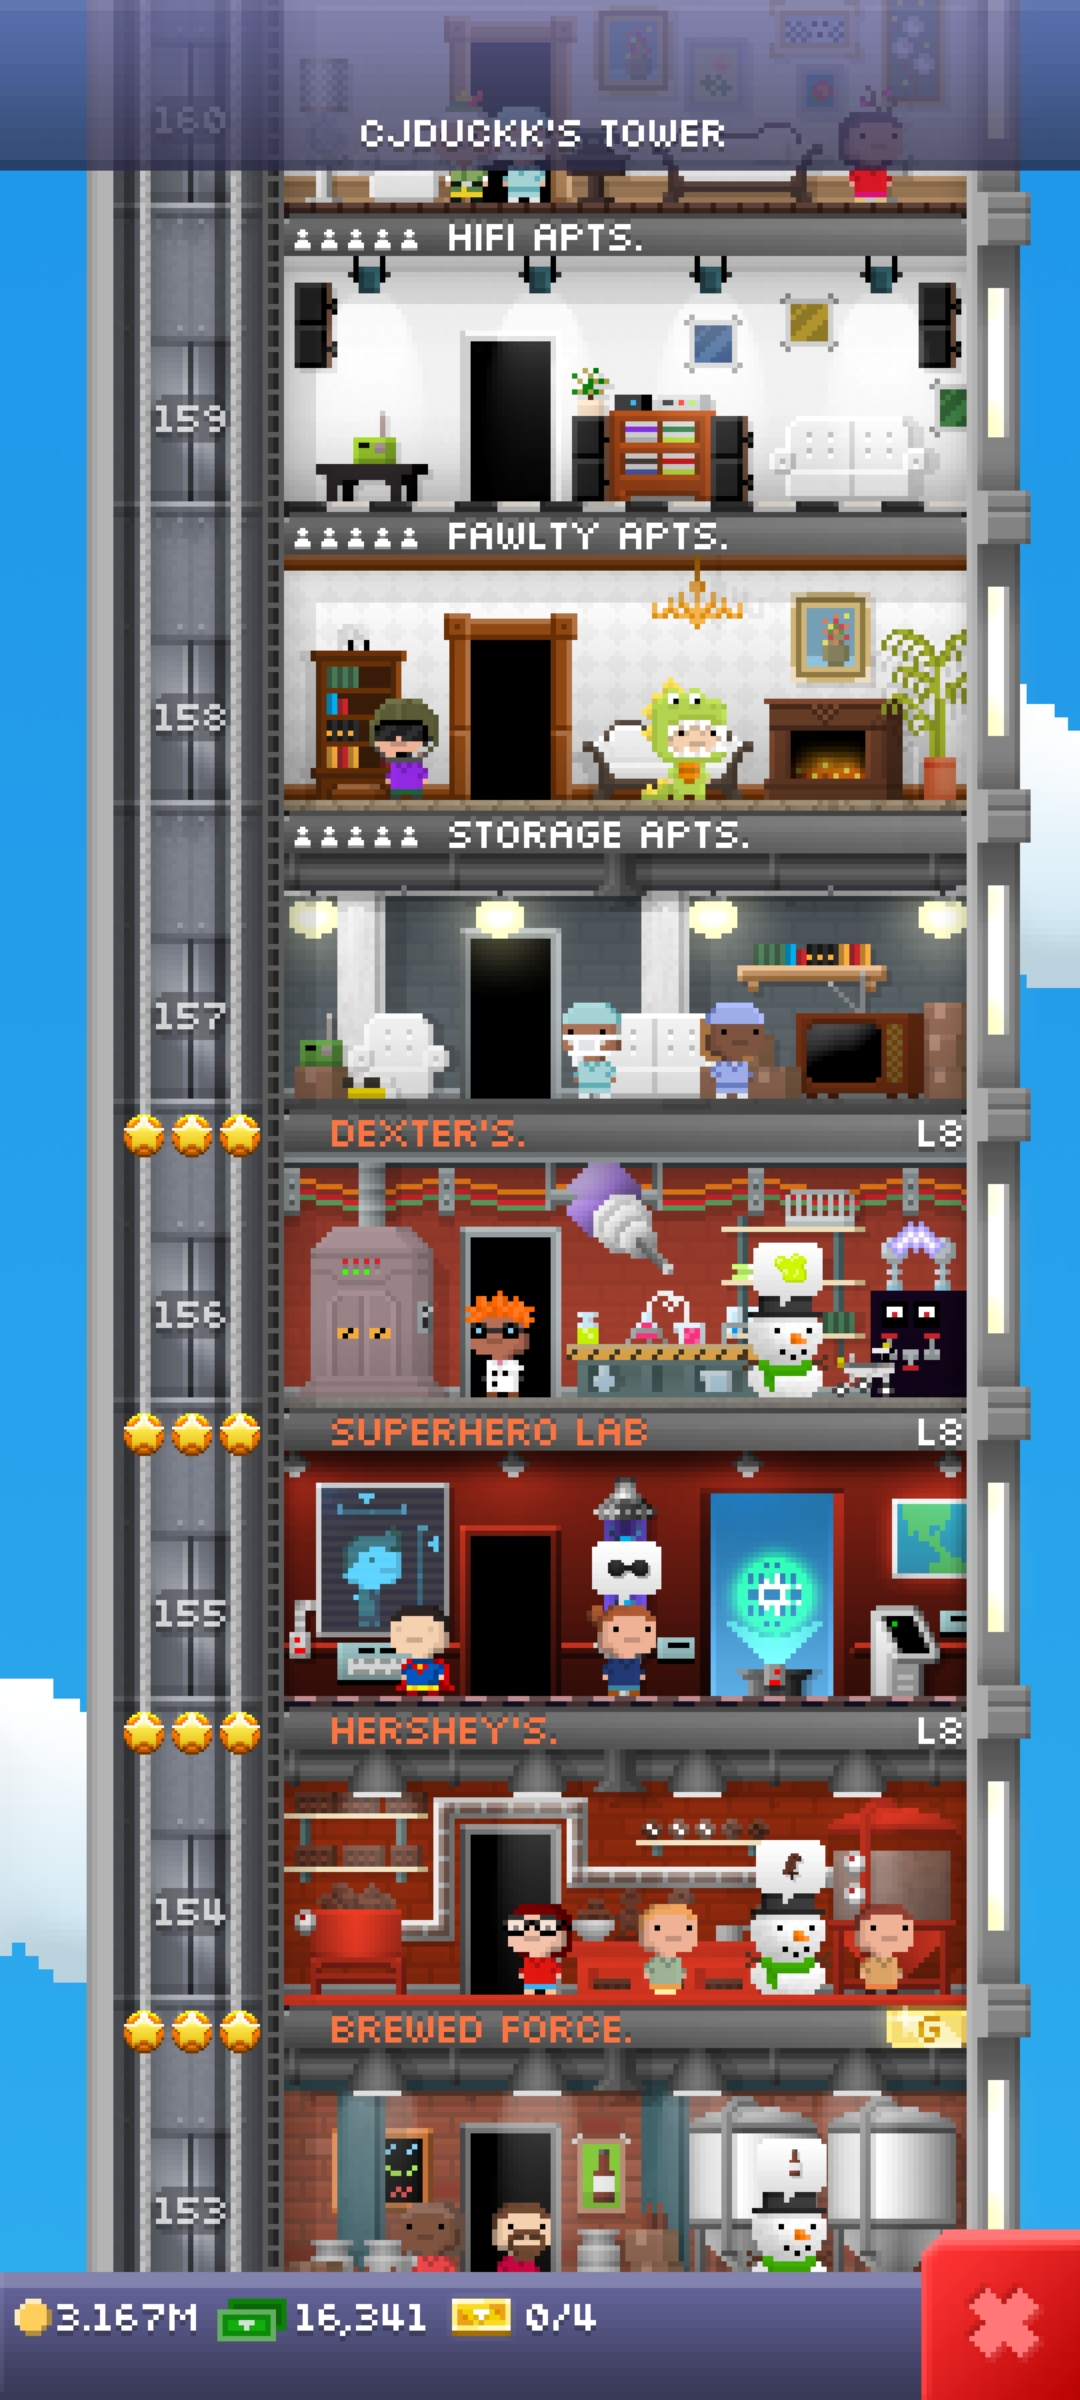 160
CJDUCKK'S TOWER
HIFI APTS.
159
FAWLTY APTS.
158
STORAGE APTS.
157
DEXTER'S. L8
156
SUPERHERO LAB L8
155
HERSHEY'S. L8
154
BREWED FORCE. G
153
3.167M 16,341 0/4